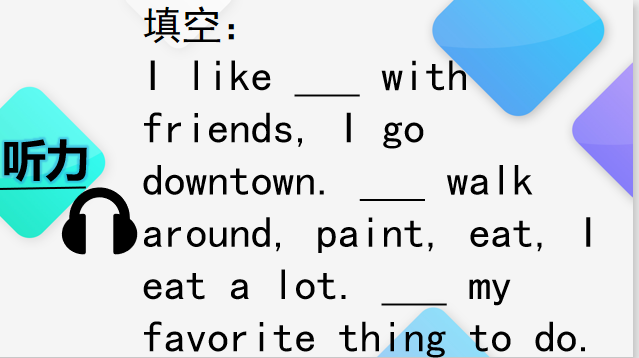 填空：
I like ___ with
friends, I go
downtown. ___ walk
around, paint, eat, I
eat a lot. ___ my
favorite thing to do.
听力